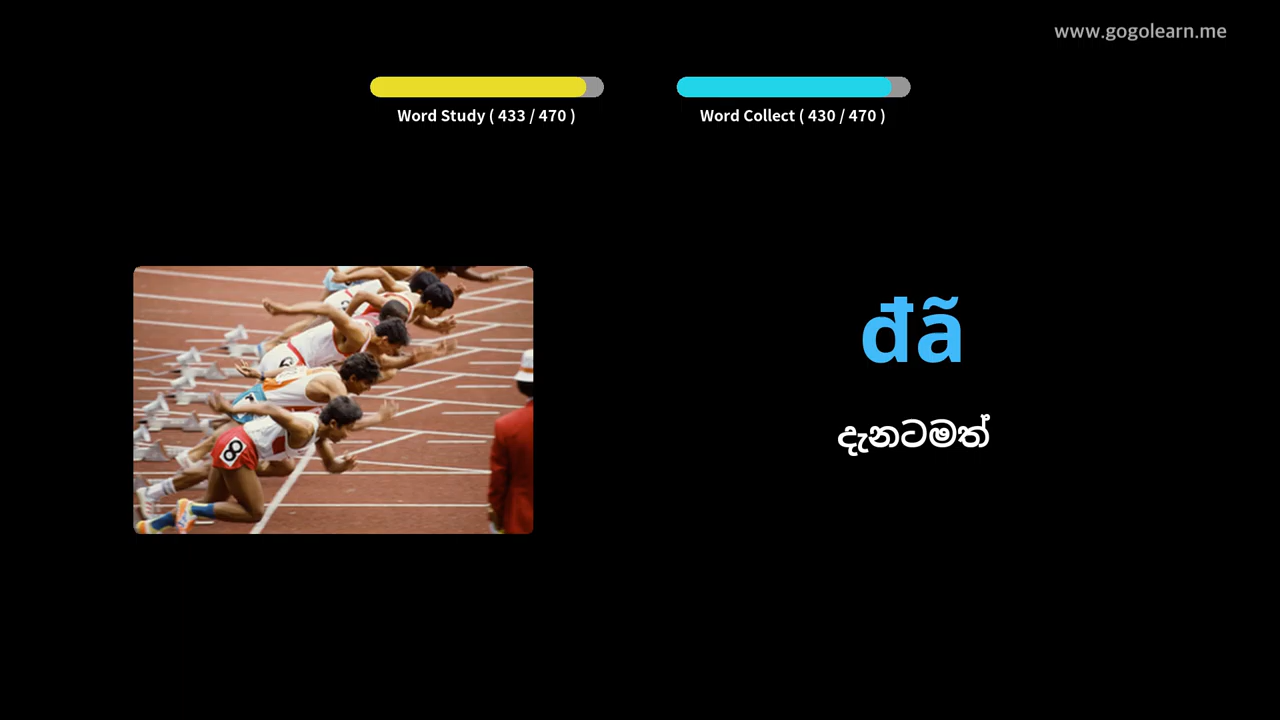 www.gogolearn.me
Word Study ( 433 / 470 )
Word Collect ( 430 / 470 )
đã
දැනටමත්
8